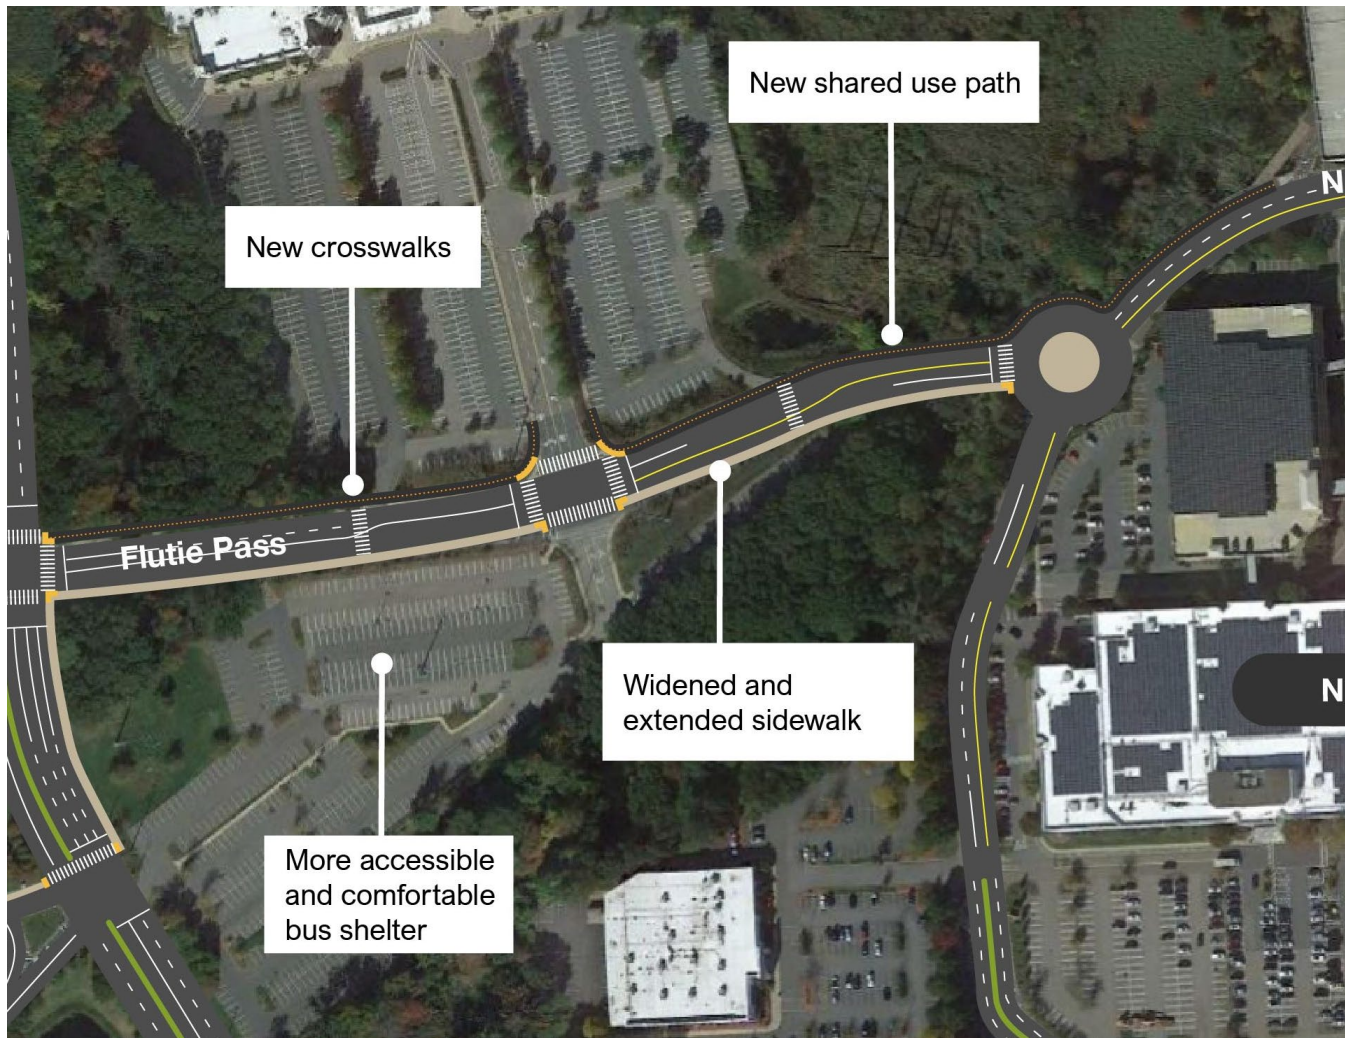 New shared use path
N
New crosswalks
Flutie Pass
Widened and
extended sidewalk
N
More accessible
and comfortable
bus shelter